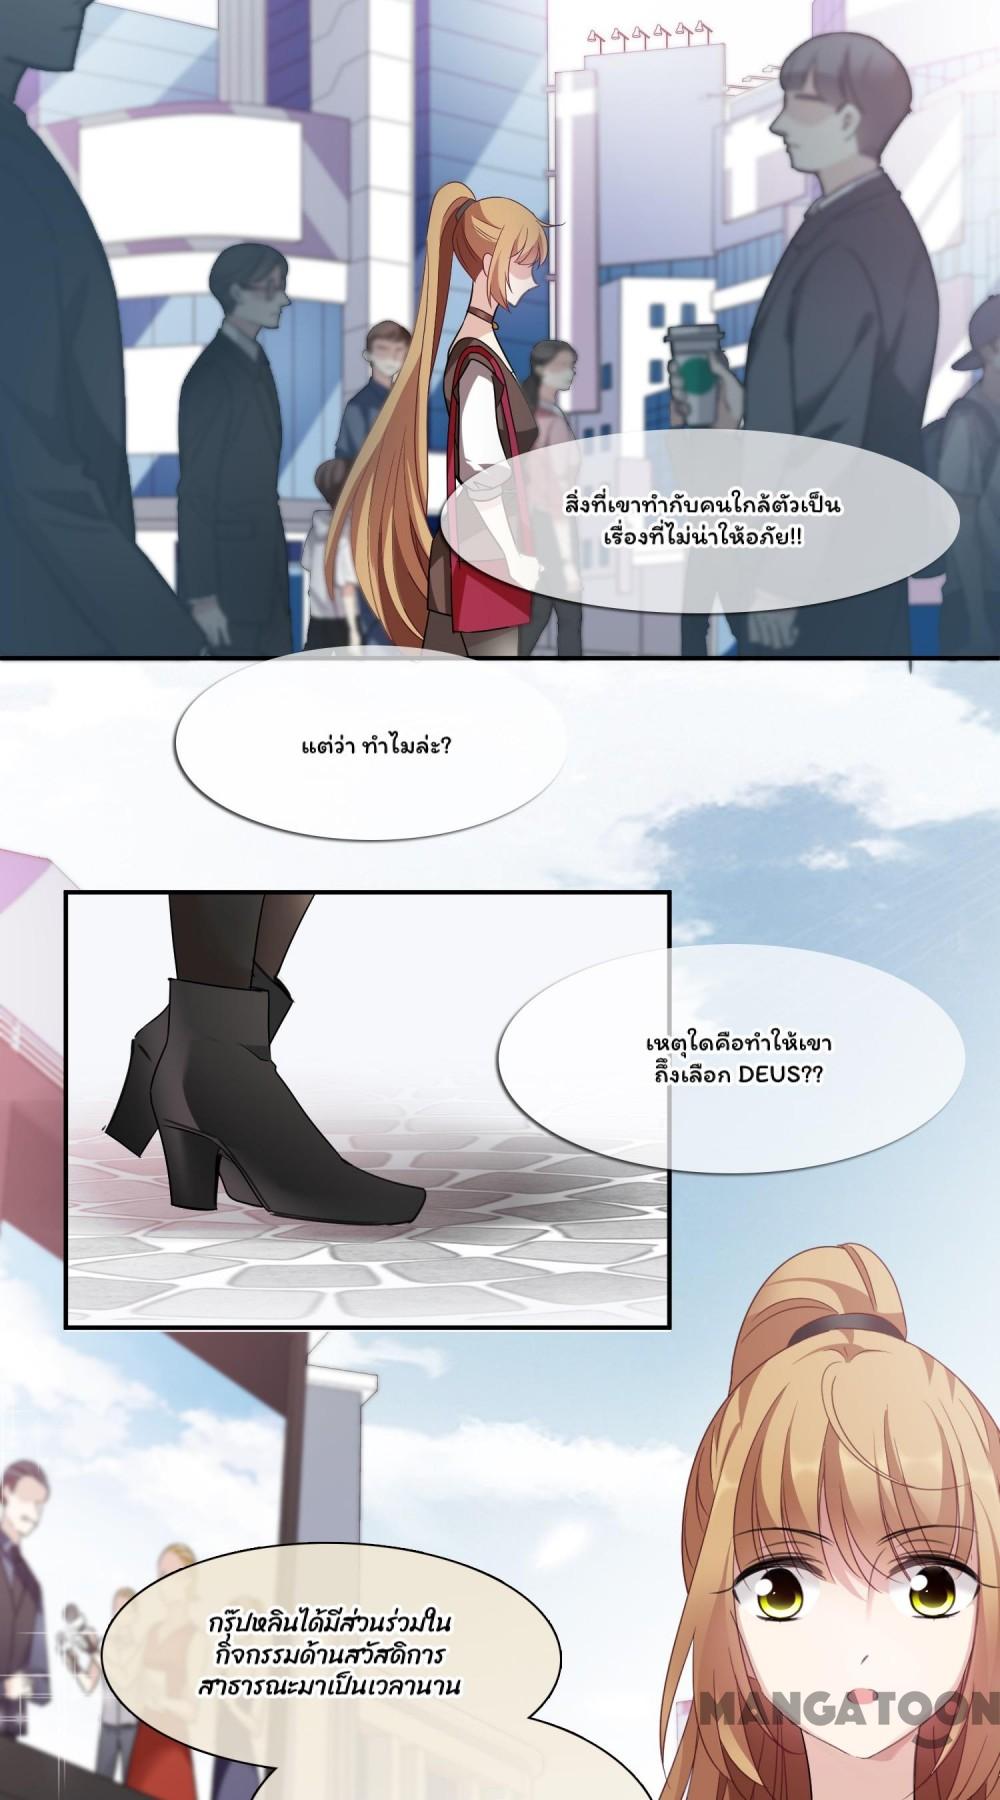 สิ่งที่เขาทำกับคนใกล้ตัวเป็น
เรื่องที่ไม่น่าให้อภัย!!
แต่ว่า ทำไมล่ะ?
เหตุใดคือทำให้เขา
ถึงเลือก DEUS??
กรุ๊ปหลินได้มีส่วนร่วมใน
กิจกรรมด้านสวัสดิการ
สาธารณะมาเป็นเวลานาน
MANGATOON